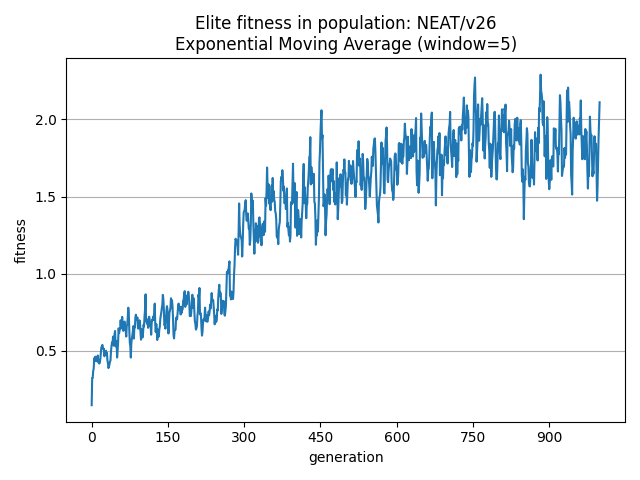 Elite fitness in population: NEAT/v26
Exponential Moving Average (window=5)
fitness
2.0
1.5
1.0
0.5
0 150 300 450 600 750 900
generation